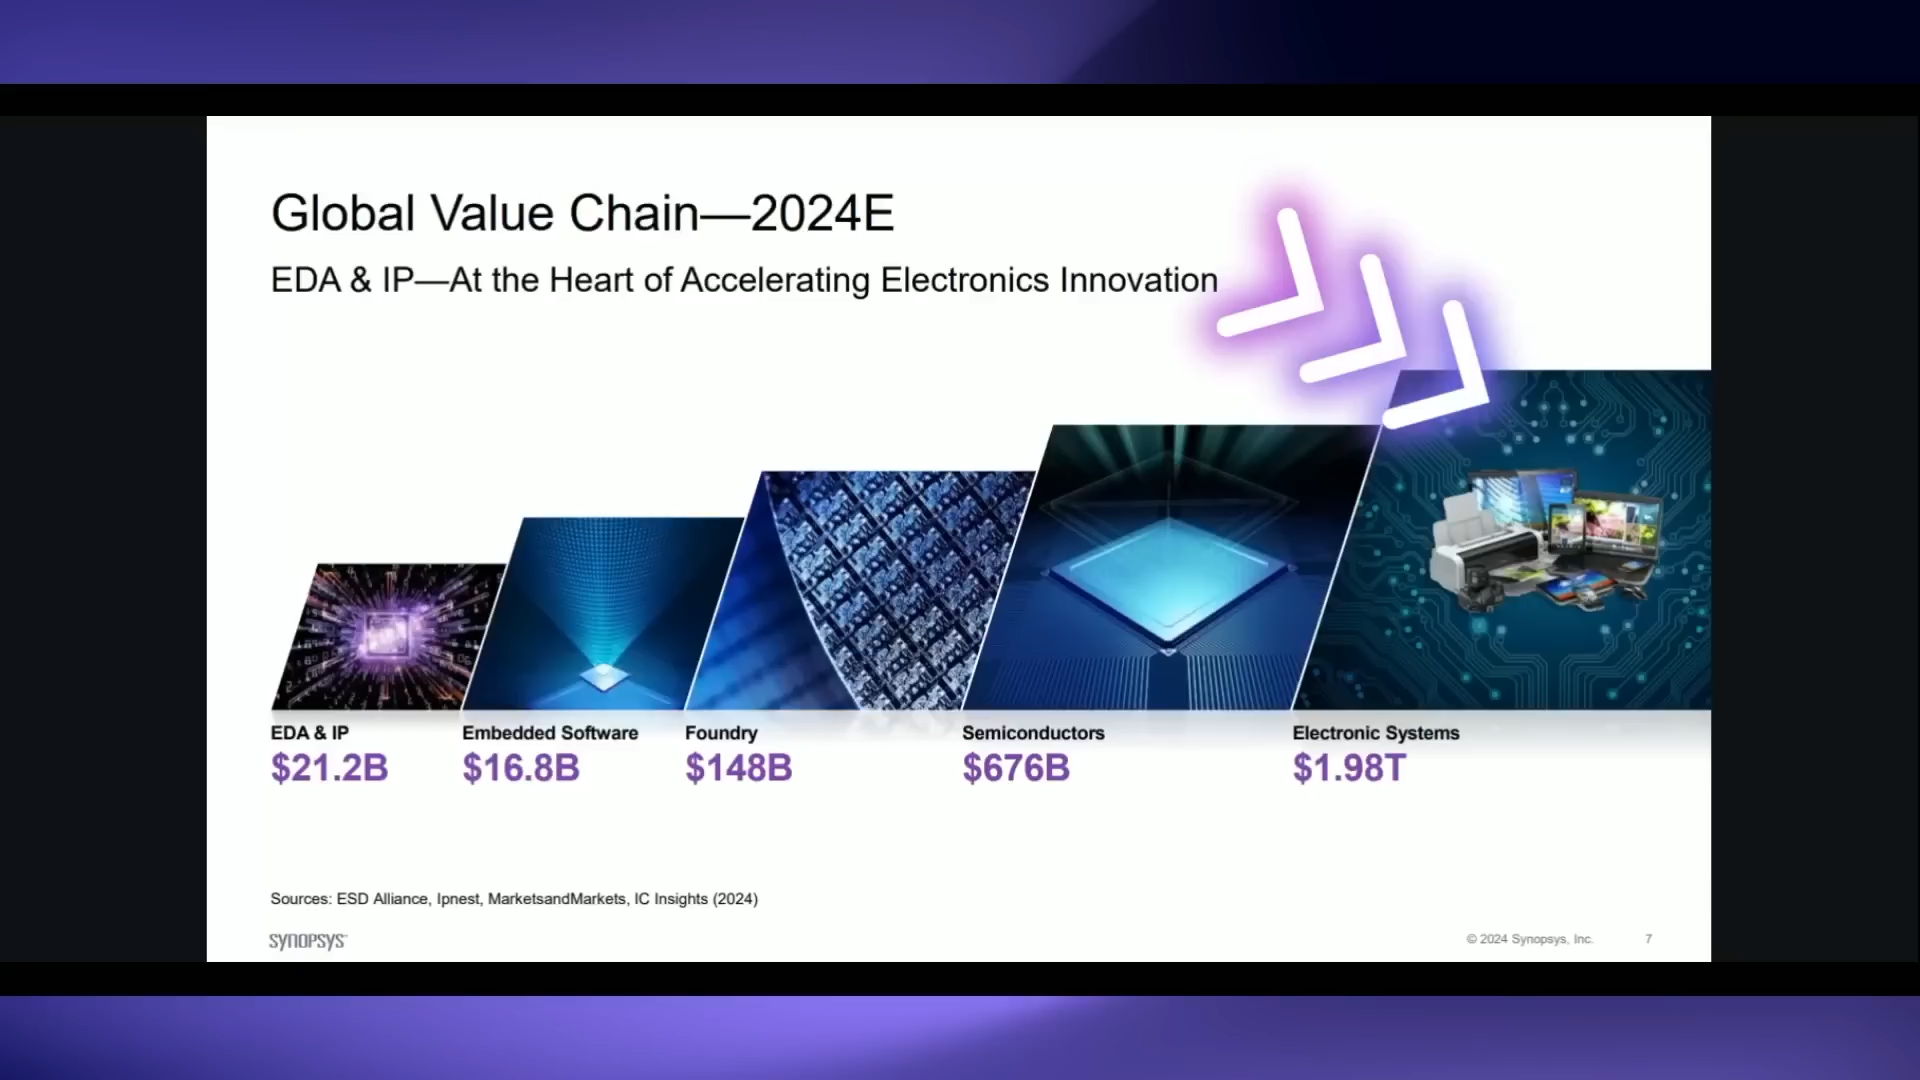 Global Value Chain—2024E
EDA & IP—At the Heart of Accelerating Electronics Innovation
EDA & IP
$21.2B
Embedded Software
$16.8B
Foundry
$148B
Semiconductors
$676B
Electronic Systems
$1.98T
Sources: ESD Alliance, Ipnest, MarketsandMarkets, IC Insights (2024)
SYNOPSYS
© 2024 Synopsys, Inc.
7